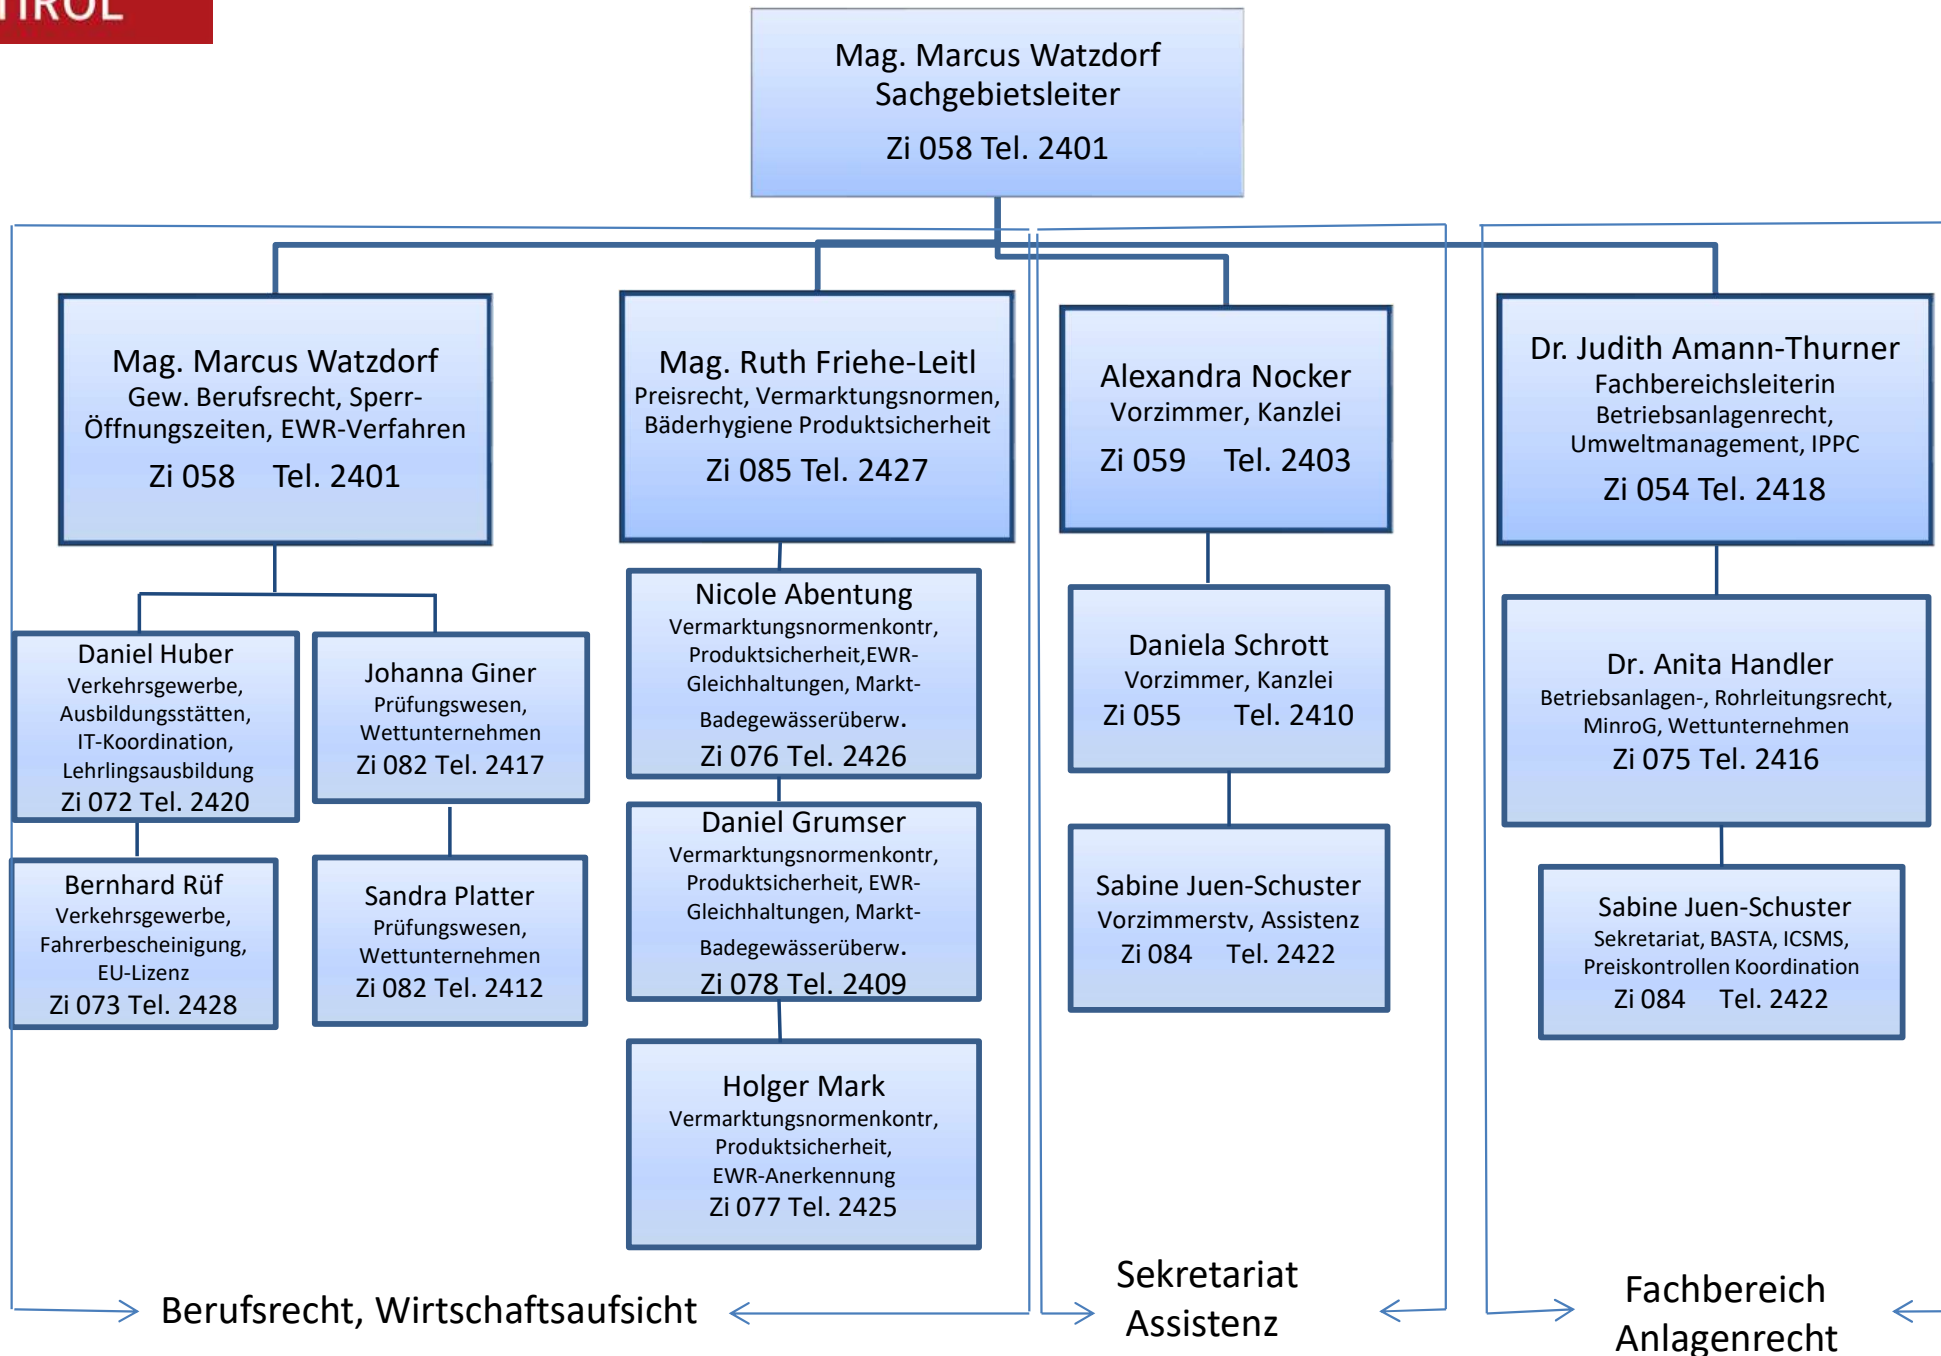 TIROL
Mag. Marcus Watzdorf
Sachgebietsleiter
Zi 058 Tel. 2401
Mag. Marcus Watzdorf
Gew. Berufsrecht, Sperr-
Öffnungszeiten, EWR-Verfahren
Zi 058 Tel. 2401
Daniel Huber
Verkehrsgewerbe,
Ausbildungsstätten,
IT-Koordination,
Lehrlingsausbildung
Zi 072 Tel. 2420
Bernhard Rüf
Verkehrsgewerbe,
Fahrerbescheinigung,
EU-Lizenz
Zi 073 Tel. 2428
Johanna Giner
Prüfungswesen,
Wettunternehmen
Zi 082 Tel. 2417
Sandra Platter
Prüfungswesen,
Wettunternehmen
Zi 082 Tel. 2412
Mag. Ruth Friehe-Leitl
Preisrecht, Vermarktungsnormen,
Bäderhygiene Produktsicherheit
Zi 085 Tel. 2427
Nicole Abentung
Vermarktungsnormenkontr,
Produktsicherheit,EWR-
Gleichhaltungen, Markt-
Badegewässerüberw.
Zi 076 Tel. 2426
Daniel Grumser
Vermarktungsnormenkontr,
Produktsicherheit, EWR-
Gleichhaltungen, Markt-
Badegewässerüberw.
Zi 078 Tel. 2409
Holger Mark
Vermarktungsnormenkontr,
Produktsicherheit,
EWR-Anerkennung
Zi 077 Tel. 2425
Alexandra Nocker
Vorzimmer, Kanzlei
Zi 059 Tel. 2403
Daniela Schrott
Vorzimmer, Kanzlei
Zi 055 Tel. 2410
Sabine Juen-Schuster
Vorzimmerstv, Assistenz
Zi 084 Tel. 2422
Dr. Judith Amann-Thurner
Fachbereichsleiterin
Betriebsanlagenrecht,
Umweltmanagement, IPPC
Zi 054 Tel. 2418
Dr. Anita Handler
Betriebsanlagen-, Rohrleitungsrecht,
MinroG, Wettunternehmen
Zi 075 Tel. 2416
Sabine Juen-Schuster
Sekretariat, BASTA, ICSMS,
Preiskontrollen Koordination
Zi 084 Tel. 2422
Berufsrecht, Wirtschaftsaufsicht
Sekretariat
Assistenz
Fachbereich
Anlagenrecht